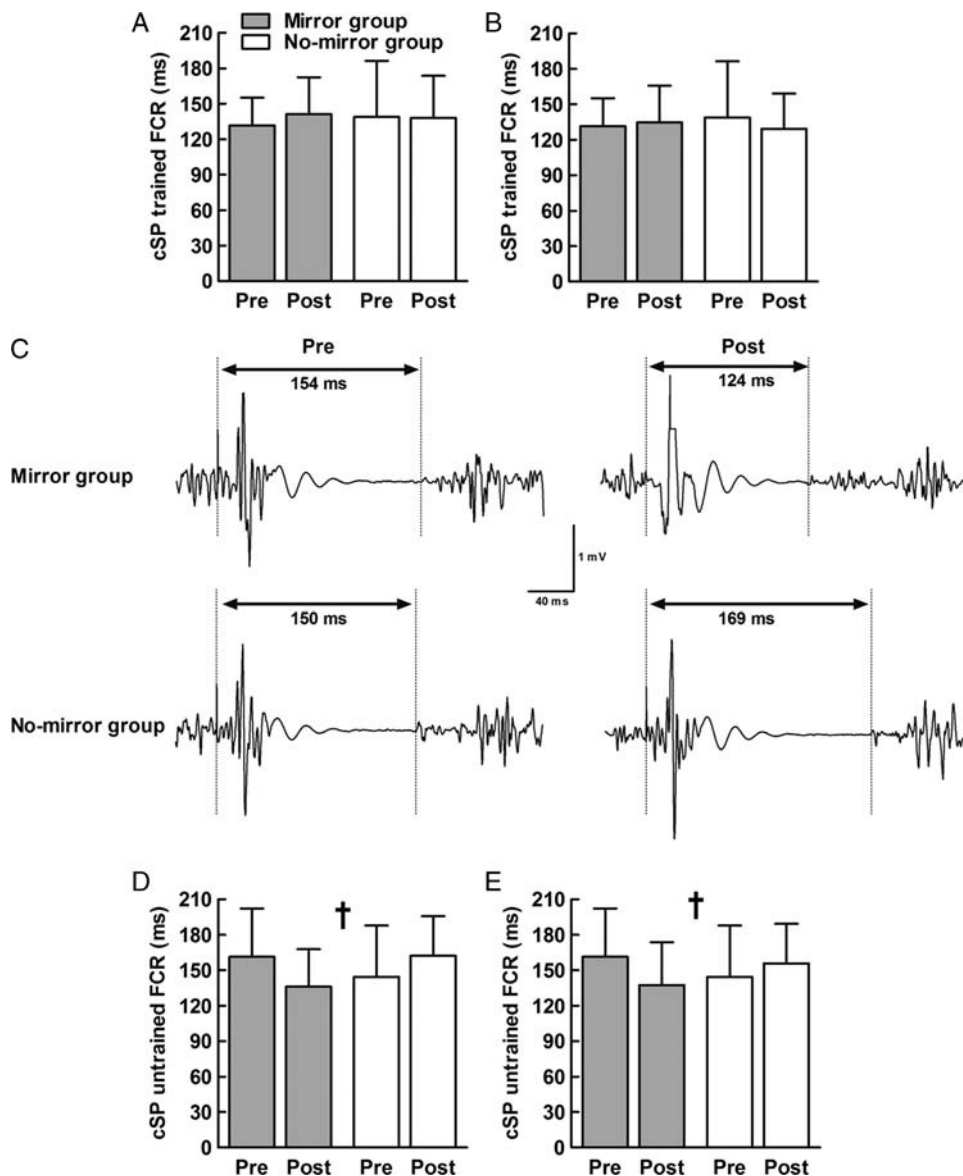 A
Mirror group
No-mirror group
B
cSP trained FCR (ms)
210
180
150
120
90
60
30
0
Pre Post Pre Post
cSP trained FCR (ms)
210
180
150
120
90
60
30
0
Pre Post Pre Post
C
Pre
154 ms
Post
124 ms
Mirror group
1 mV
40 ms
150 ms
169 ms
No-mirror group
D
cSP untrained FCR (ms)
210
180
150
120
90
60
30
0
†
Pre Post Pre Post
E
cSP untrained FCR (ms)
210
180
150
120
90
60
30
0
†
Pre Post Pre Post